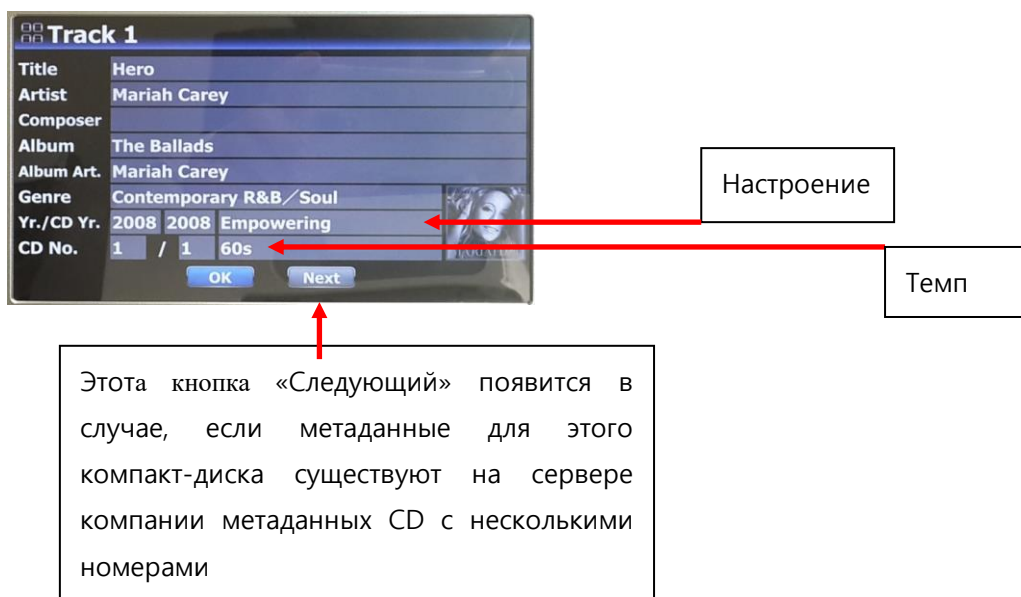 Track 1
Title Hero
Artist Mariah Carey
Composer
Album The Ballads
Album Art. Mariah Carey
Genre Contemporary R&B／Soul
Yr./CD Yr. 2008 2008 Empowering
CD No. 1 / 1 60s
OK Next
Настроение
Темп
Этота кнопка «Следующий» появится в
случае, если метаданные для этого
компакт-диска существуют на сервере
компании метаданных CD с несколькими
номерами